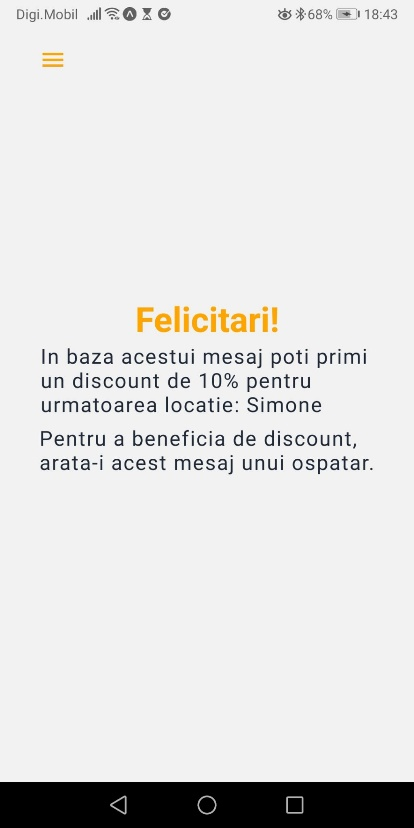 Digi.Mobil 68% 18:43
Felicitari!
In baza acestui mesaj poti primi
un discount de 10% pentru
urmatoarea locatie: Simone
Pentru a beneficia de discount,
arata-i acest mesaj unui ospatar.